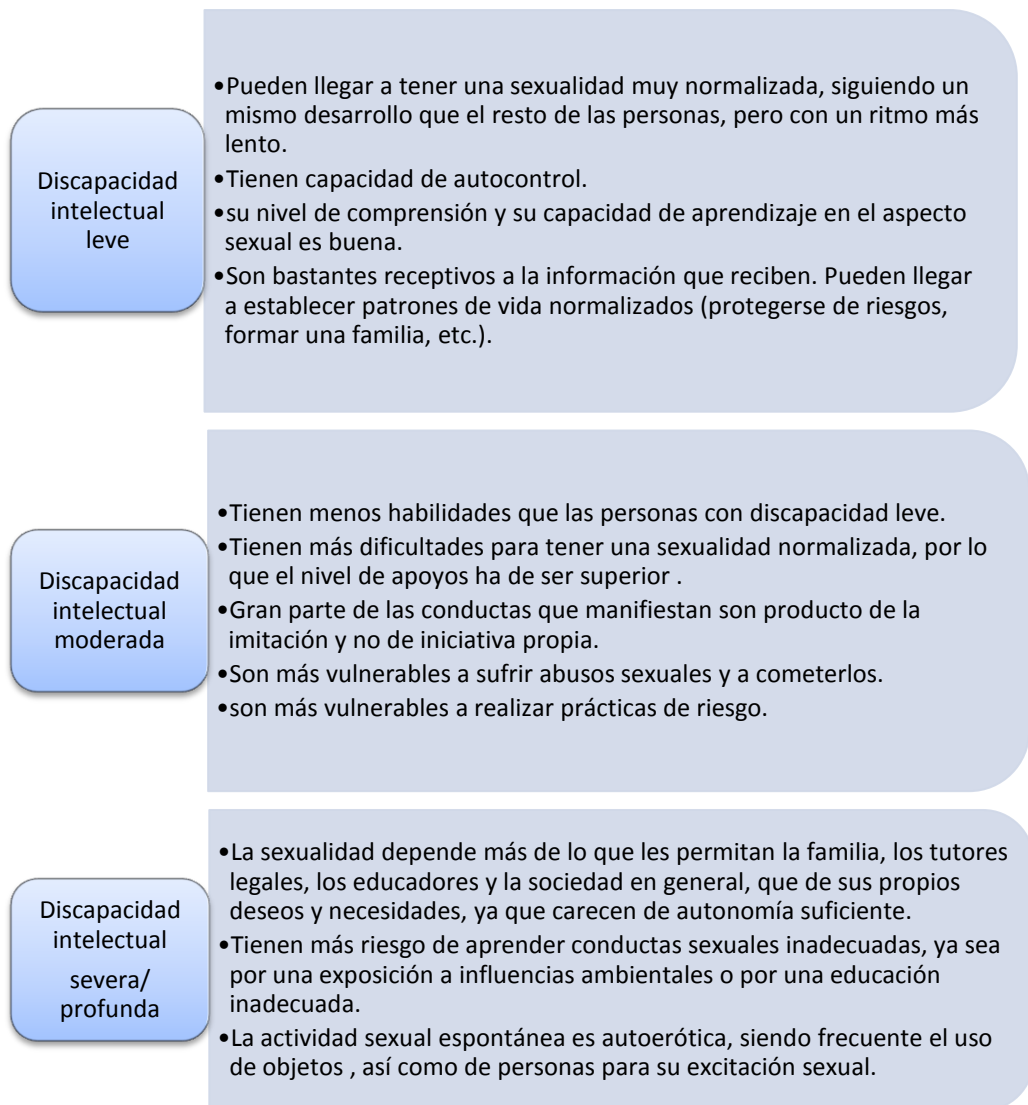 Discapacidad
intelectual
leve
•Pueden llegar a tener una sexualidad muy normalizada, siguiendo un
mismo desarrollo que el resto de las personas, pero con un ritmo más
lento.
•Tienen capacidad de autocontrol.
•su nivel de comprensión y su capacidad de aprendizaje en el aspecto
sexual es buena.
•Son bastantes receptivos a la información que reciben. Pueden llegar
a establecer patrones de vida normalizados (protegerse de riesgos,
formar una familia, etc.).
Discapacidad
intelectual
moderada
•Tienen menos habilidades que las personas con discapacidad leve.
•Tienen más dificultades para tener una sexualidad normalizada, por lo
que el nivel de apoyos ha de ser superior .
•Gran parte de las conductas que manifiestan son producto de la
imitación y no de iniciativa propia.
•Son más vulnerables a sufrir abusos sexuales y a cometerlos.
•son más vulnerables a realizar prácticas de riesgo.
Discapacidad
intelectual
severa/
profunda
•La sexualidad depende más de lo que les permitan la familia, los tutores
legales, los educadores y la sociedad en general, que de sus propios
deseos y necesidades, ya que carecen de autonomía suficiente.
•Tienen más riesgo de aprender conductas sexuales inadecuadas, ya sea
por una exposición a influencias ambientales o por una educación
inadecuada.
•La actividad sexual espontánea es autoerótica, siendo frecuente el uso
de objetos , así como de personas para su excitación sexual.